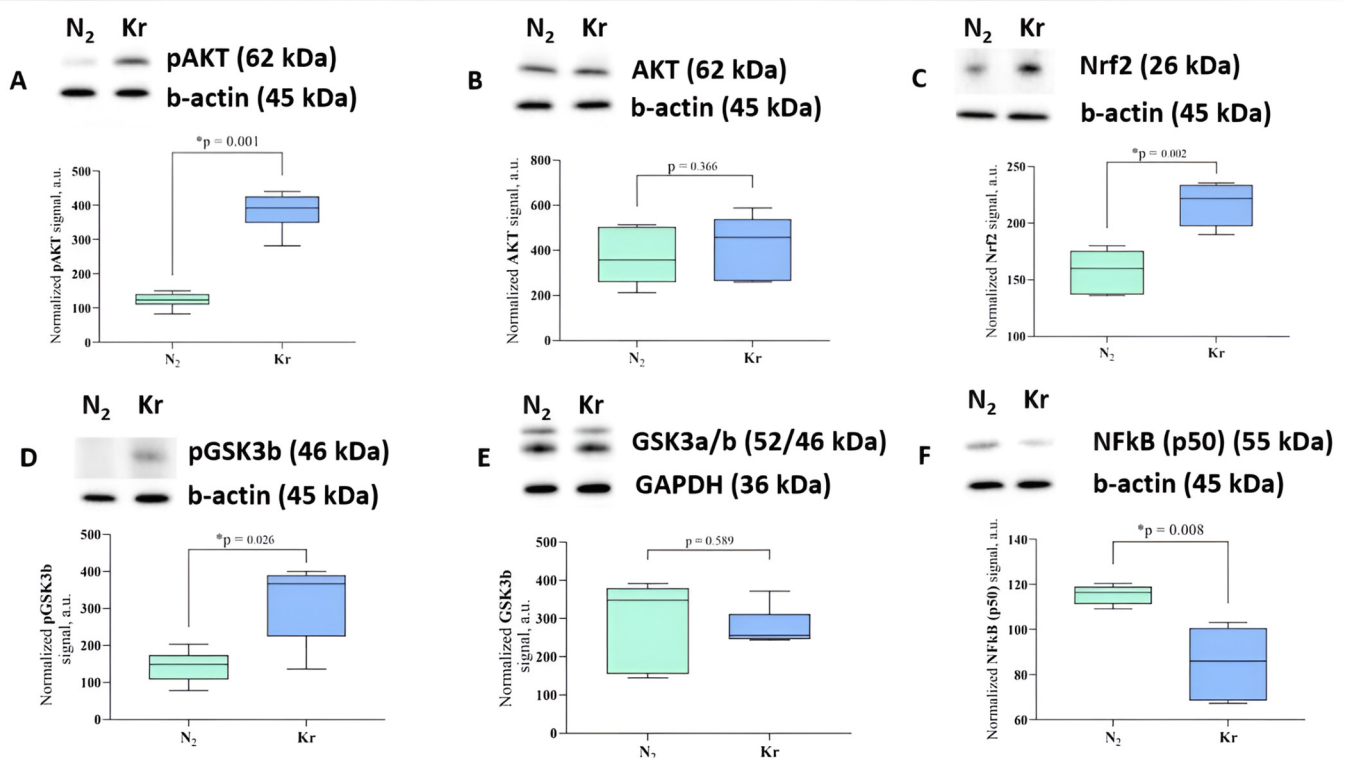 N2 Kr
A
pAKT (62 kDa)
b-actin (45 kDa)
*p = 0.001
Normalized pAKT sigmal, a.u.
500
400
300
200
100
0
N2 Kr
N2 Kr
B
AKT (62 kDa)
b-actin (45 kDa)
p = 0.366
Normalized AKT signal, a.u.
800
600
400
200
0
N2 Kr
N2 Kr
C
Nrf2 (26 kDa)
b-actin (45 kDa)
*p = 0.002
Normalized Nrf2 signal, a.u.
250
200
150
100
N2 Kr
N2 Kr
D
pGSK3b (46 kDa)
b-actin (45 kDa)
*p = 0.026
Normalized pGSK3b
signal, a.u.
500
400
300
200
100
0
N2 Kr
N2 Kr
E
GSK3a/b (52/46 kDa)
GAPDH (36 kDa)
p = 0.589
Normalized GSK3b
signal, a.u.
500
400
300
200
100
0
N2 Kr
N2 Kr
F
NFkB (p50) (55 kDa)
b-actin (45 kDa)
*p = 0.008
Normalized NFkB (p50) signal, a.u.
140
120
100
80
60
N2 Kr